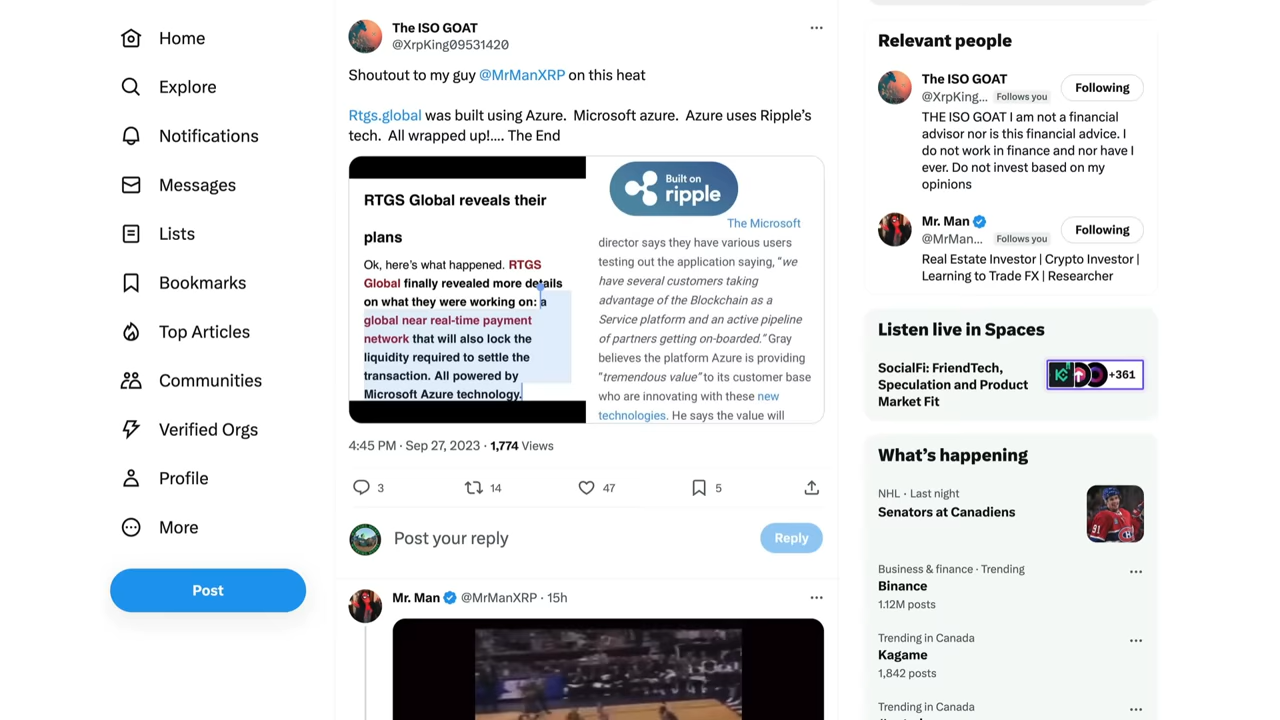 Home
Explore
Notifications
Messages
Lists
Bookmarks
Top Articles
Communities
Verified Orgs
Profile
More
Post
The ISO GOAT
@XrpKing09531420
Shoutout to my guy @MrManXRP on this heat
Rtgs.global was built using Azure. Microsoft azure. Azure uses Ripple’s
tech. All wrapped up!.... The End
RTGS Global reveals their
plans
Ok, here’s what happened. RTGS
Global finally revealed more details
on what they were working on: a
global near real-time payment
network that will also lock the
liquidity required to settle the
transaction. All powered by
Microsoft Azure technology.
Built on
ripple
The Microsoft
director says they have various users
testing out the application saying, “we
have several customers taking
advantage of the Blockchain as a
Service platform and an active pipeline
of partners getting on-boarded.” Gray
believes the platform Azure is providing
“tremendous value” to its customer base
who are innovating with these new
technologies. He says the value will
4:45 PM · Sep 27, 2023 · 1,774 Views
3
14
47
5
Post your reply
Reply
Mr. Man @MrManXRP · 15h
Relevant people
The ISO GOAT
@XrpKing... Follows you
Following
THE ISO GOAT I am not a financial
advisor nor is this financial advice. I
do not work in finance and nor have I
ever. Do not invest based on my
opinions
Mr. Man
@MrMan... Follows you
Following
Real Estate Investor | Crypto Investor |
Learning to Trade FX | Researcher
Listen live in Spaces
SocialFi: FriendTech,
Speculation and Product
Market Fit
+361
What’s happening
NHL · Last night
Senators at Canadiens
Business & finance · Trending
Binance
1.12M posts
Trending in Canada
Kagame
1,842 posts
Trending in Canada